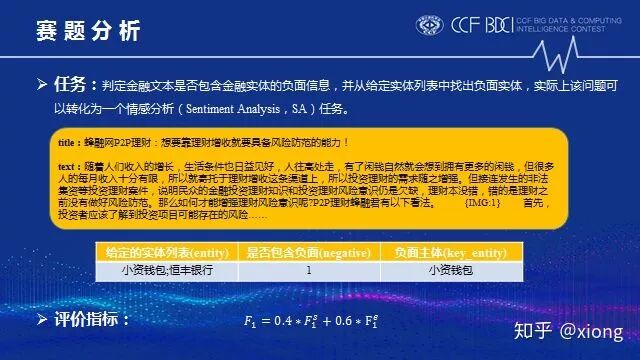 赛题分析
CCF BDCI
CCF BIG DATA & COMPUTING
INTELLIGENCE CONTEST
任务：判定金融文本是否包含金融实体的负面信息，并从给定实体列表中找出负面实体，实际上该问题可
以转化为一个情感分析（Sentiment Analysis，SA）任务。
title：蜂融网P2P理财：想要靠理财增收就要具备风险防范的能力！
text：随着人们收入的增长，生活条件也日益见好，人往高处走，有了闲钱自然就会想到拥有更多的闲钱，但很多
人的每月收入十分有限，所以就寄托于理财增收这条渠道上，所以投资理财的需求随之增强。但接连发生的非法
集资等投资理财案件，说明民众的金融投资理财知识和投资理财风险意识仍是欠缺，理财本没错，错的是理财之
前没有做好风险防范。那么如何才能增强理财风险意识呢?P2P理财蜂融君有以下看法。 {IMG:1} 首先，
投资者应该了解到投资项目可能存在的风险……
给定的实体列表(entity) 是否包含负面(negative) 负面主体(key_entity)
小资钱包;恒丰银行 1 小资钱包
评价指标： F₁ = 0.4 * F₁ˢ + 0.6 * F₁ᵉ
知乎 @xiong